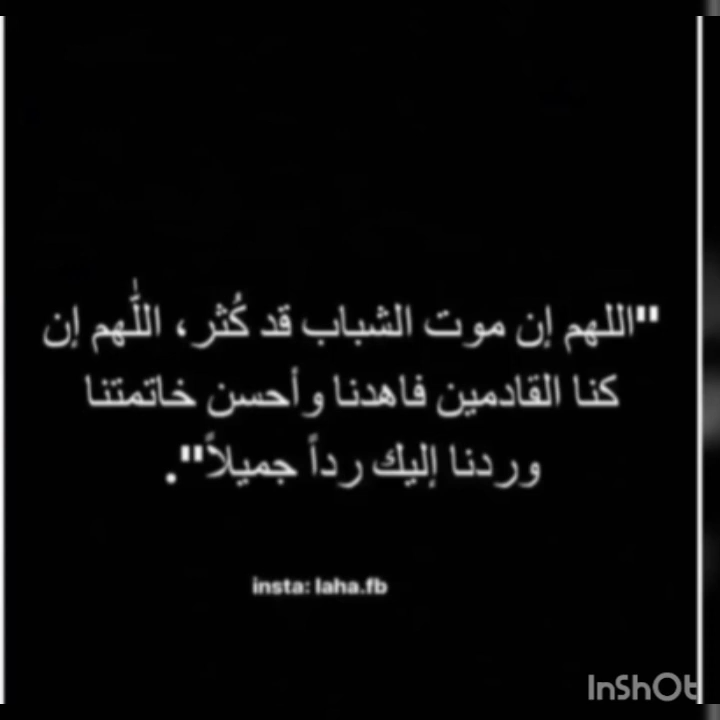 "اللهم إن موت الشباب قد كُثر، اللّٰهم إن
كنا القادمين فاهدنا وأحسن خاتمتنا
وردنا إليك رداً جميلاً".
insta: laha.fb
InShOt